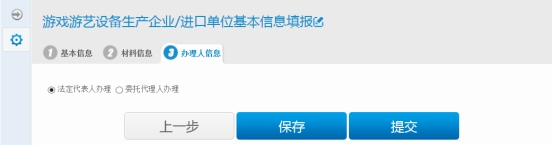 游戏游艺设备生产企业/进口单位基本信息填报
1 基本信息 2 材料信息 3 办理人信息
法定代表人办理 委托代理人办理
上一步 保存 提交